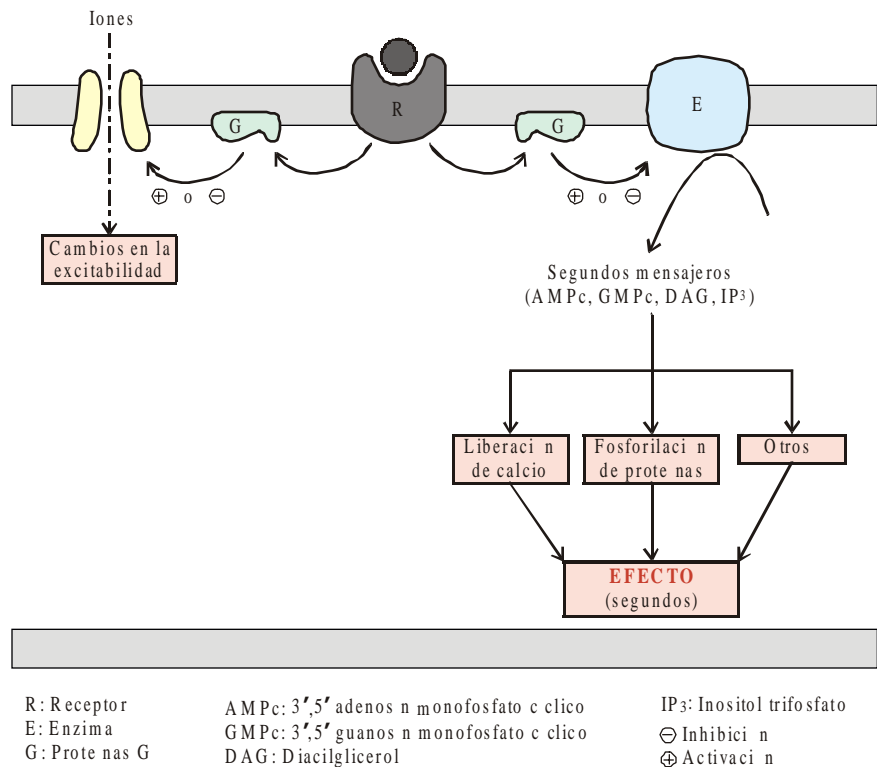 Iones
R
E
G
G
⊕ o ⊖
⊕ o ⊖
Cambios en la
excitabilidad
Segundos mensajeros
(AMPc, GMPc, DAG, IP3)
Liberaci n
de calcio
Fosforilaci n
de prote nas
Otros
EFECTO
(segundos)
R: Receptor
E: Enzima
G: Prote nas G
AMPc: 3′,5′ adenos n monofosfato c clico
GMPc: 3′,5′ guanos n monofosfato c clico
DAG: Diacilglicerol
IP3: Inositol trifosfato
⊖ Inhibici n
⊕ Activaci n